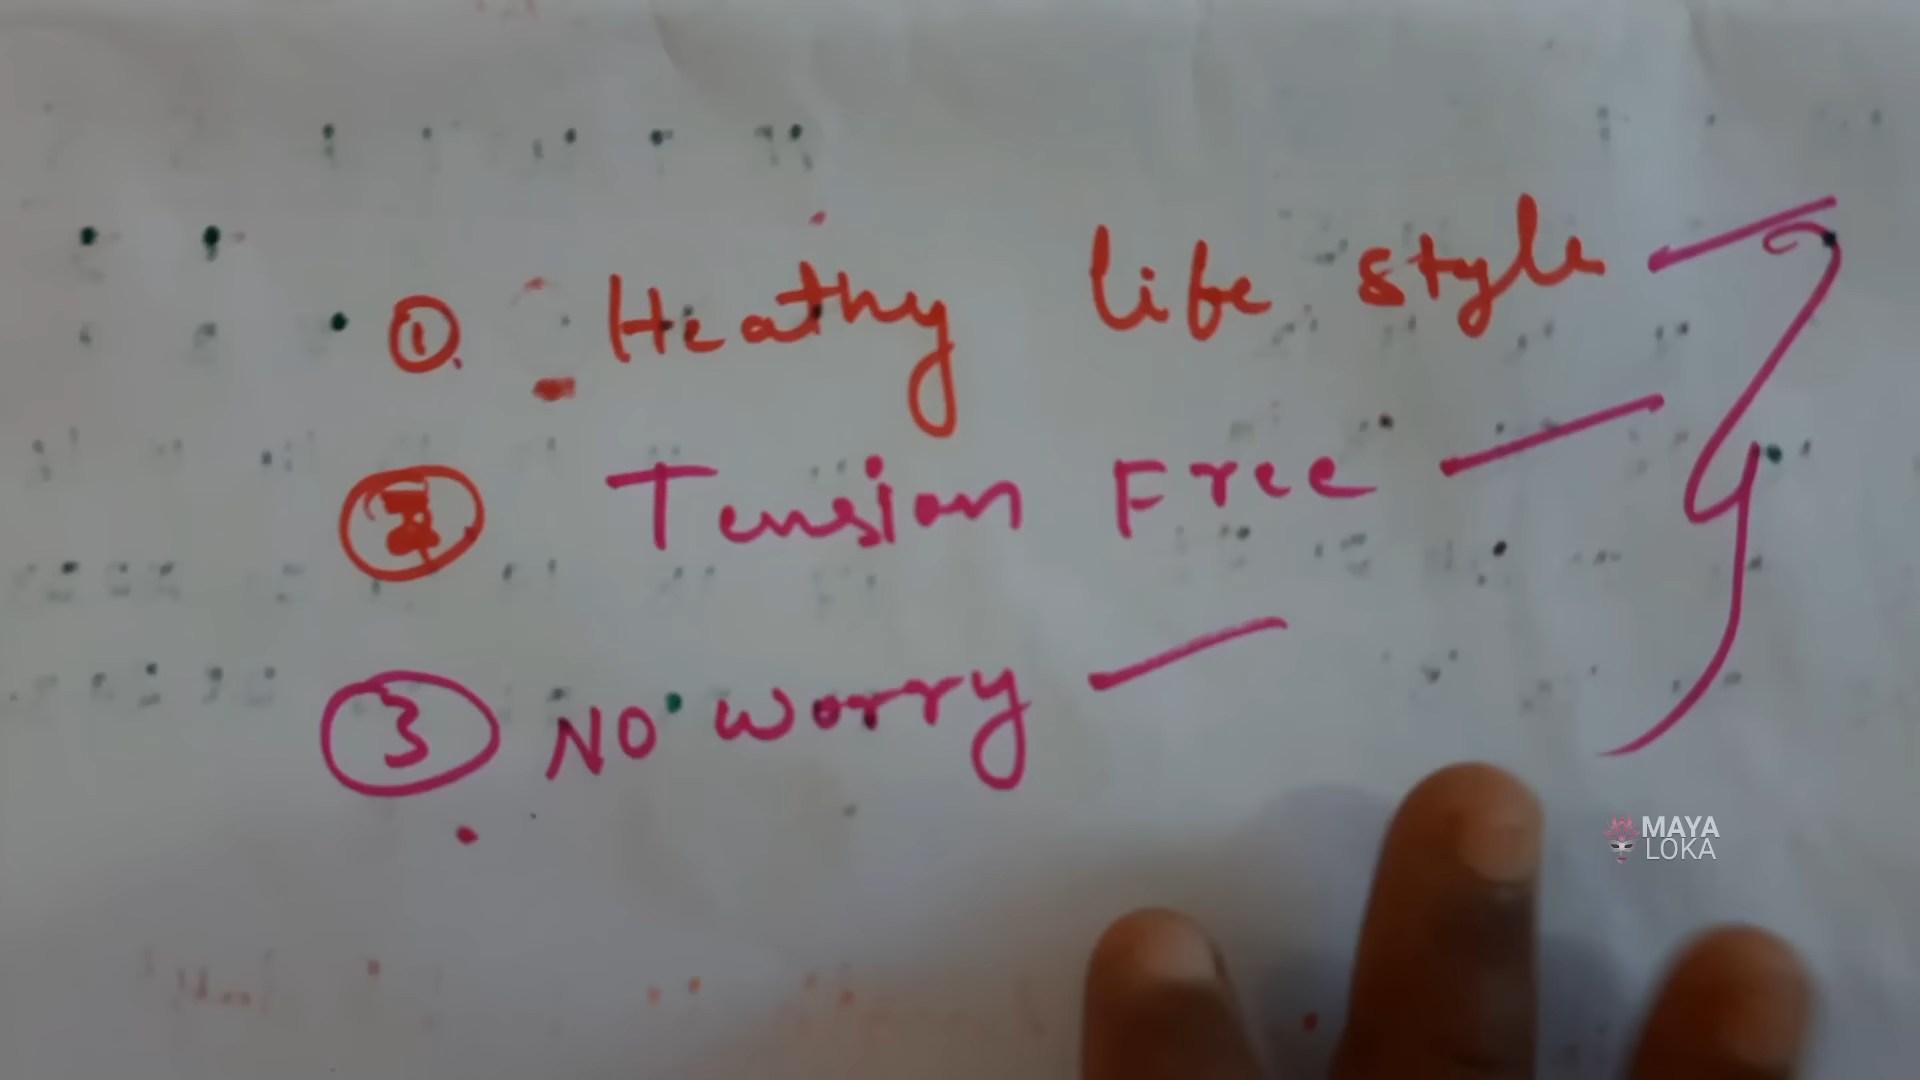 ① Heathy life style
② Tension Free
③ No worry
MAYA
LOKA